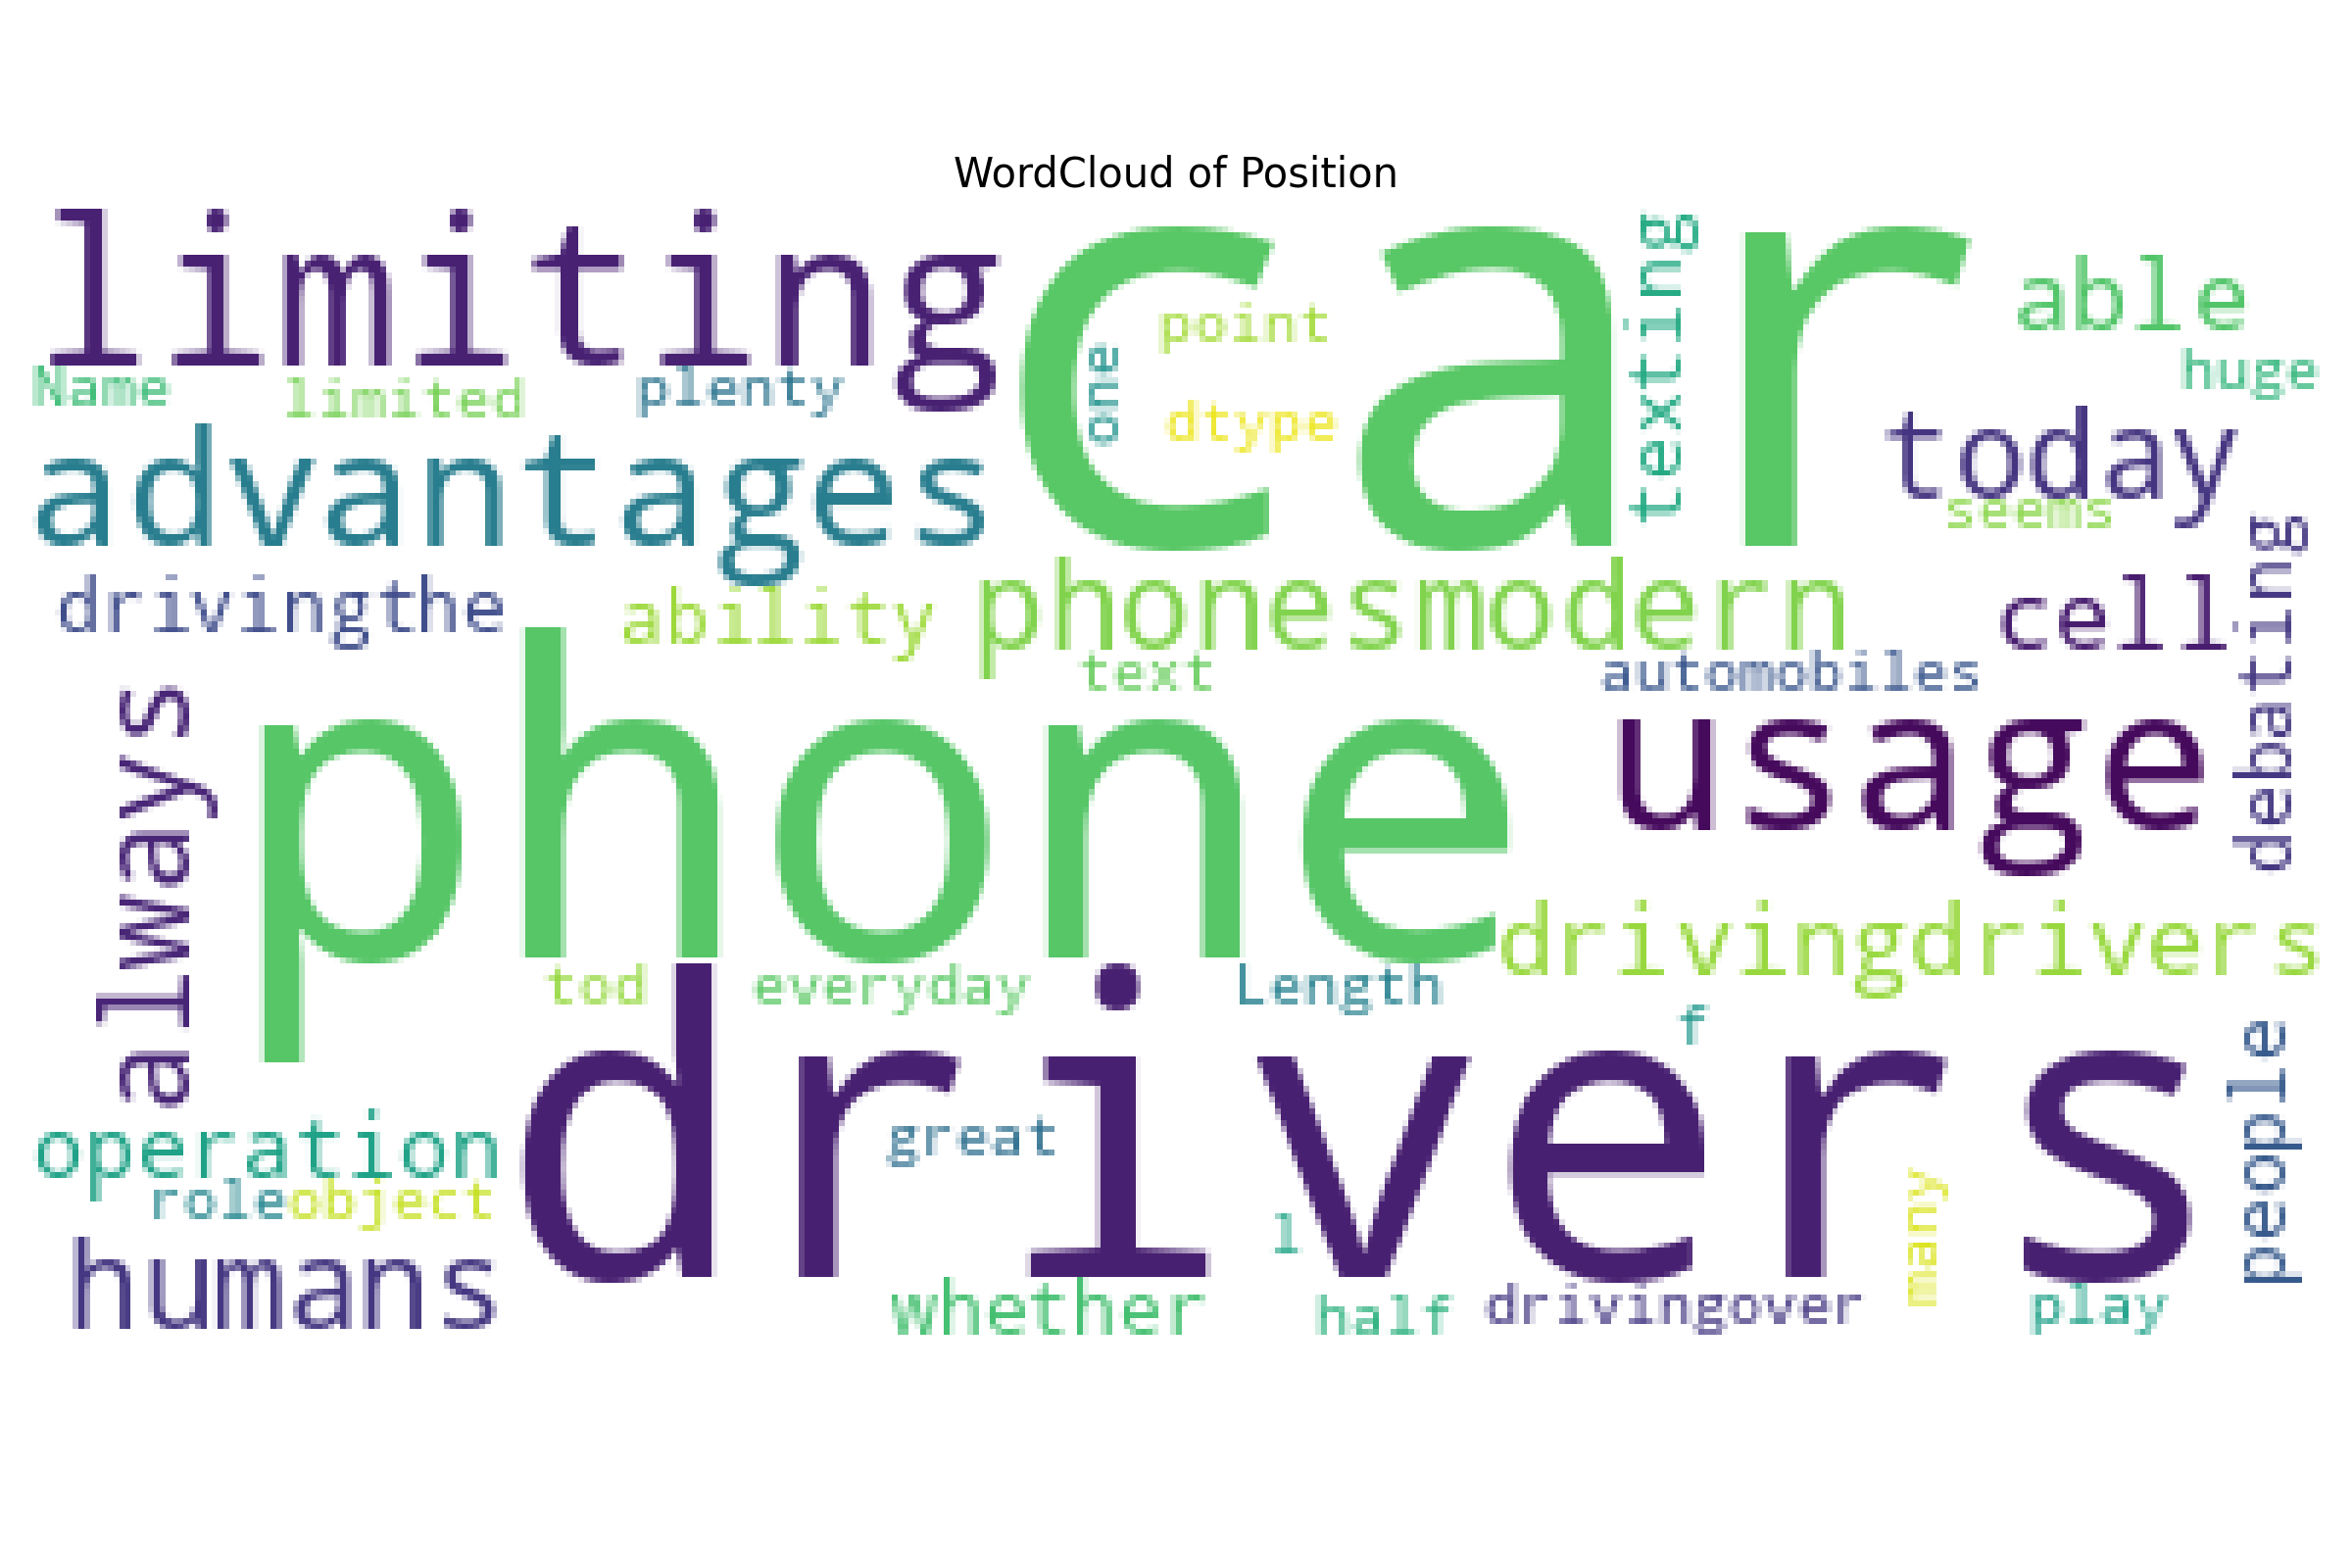 WordCloud of Position
limiting
car
texting
able
point
one
huge
Name
limited
plenty
dtype
today
advantages
seems
debating
drivingthe
ability
phonesmodern
cell
text
automobiles
always
phone
usage
drivingdrivers
tod
everyday
Length
f
drivers
people
operation
great
many
role
object
l
humans
whether
half
drivingover
play